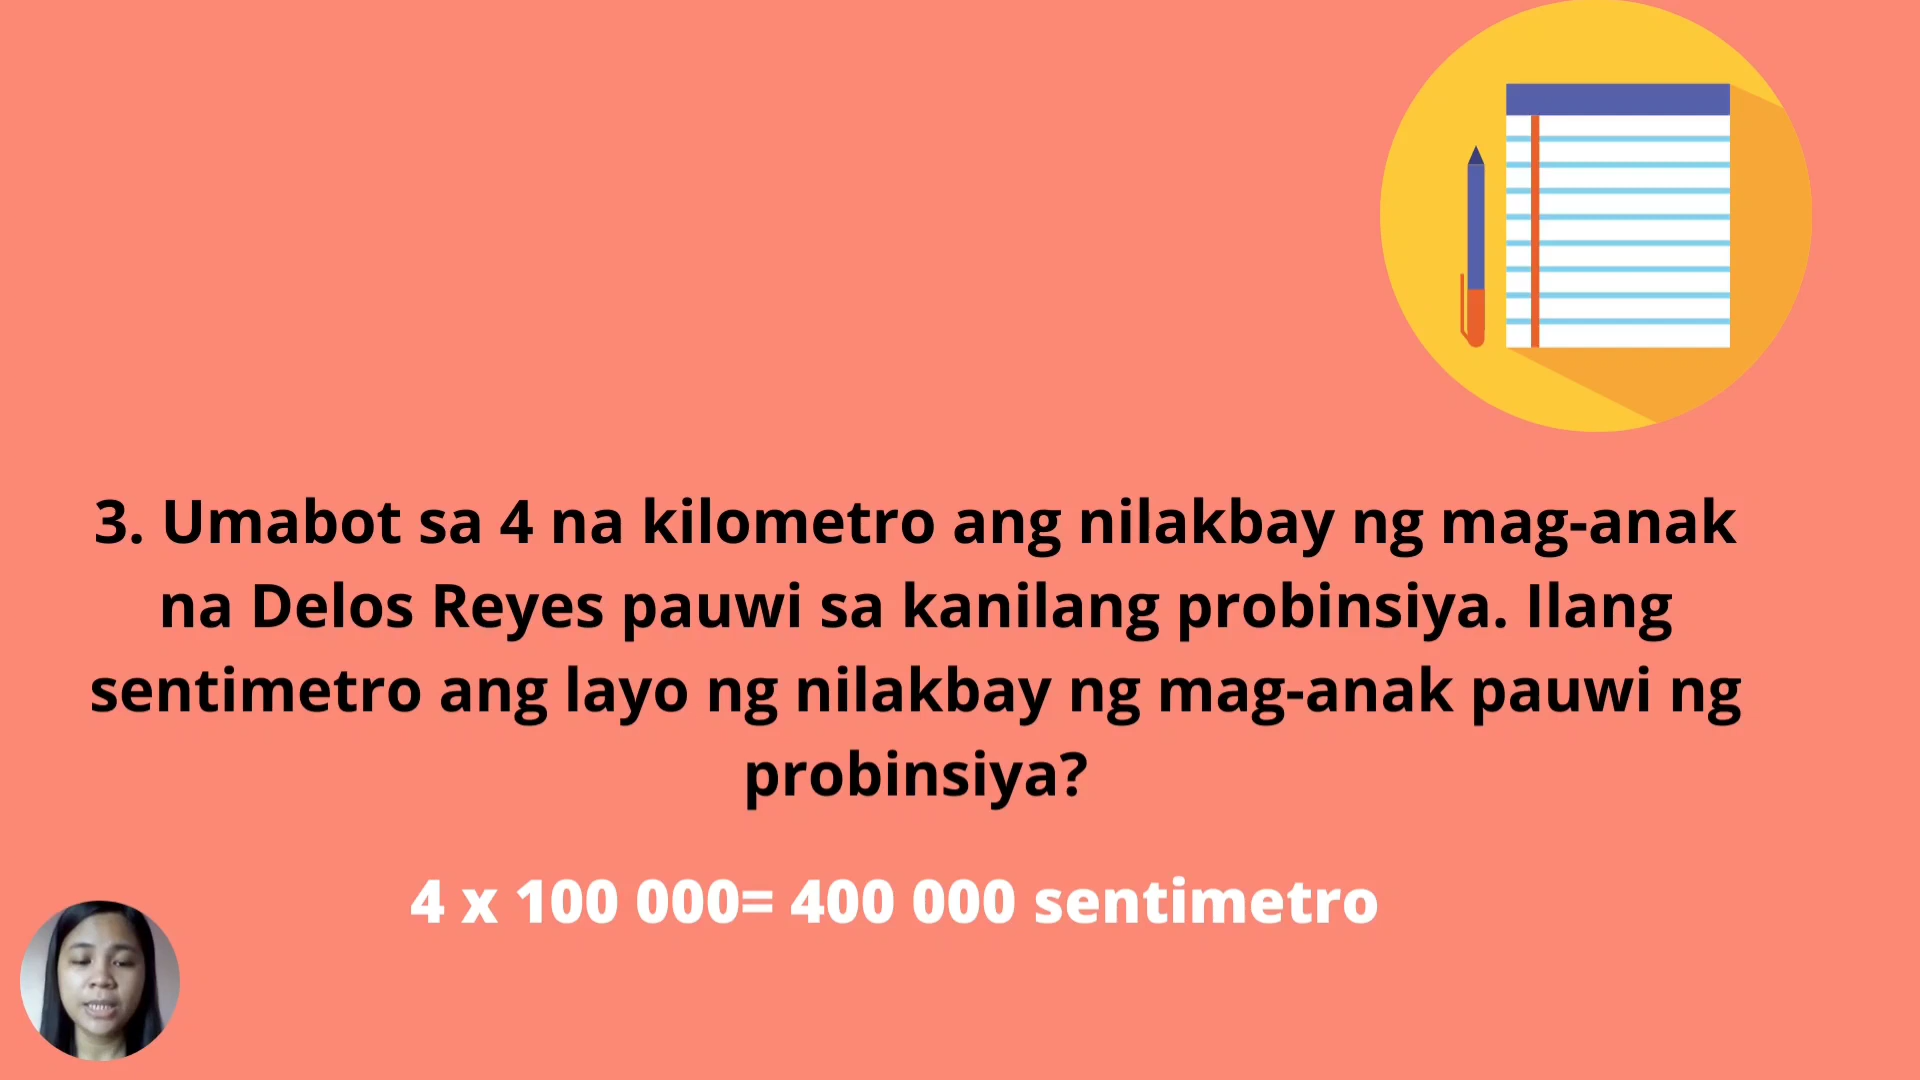 3. Umabot sa 4 na kilometro ang nilakbay ng mag-anak
na Delos Reyes pauwi sa kanilang probinsiya. Ilang
sentimetro ang layo ng nilakbay ng mag-anak pauwi ng
probinsiya?
4 x 100 000= 400 000 sentimetro